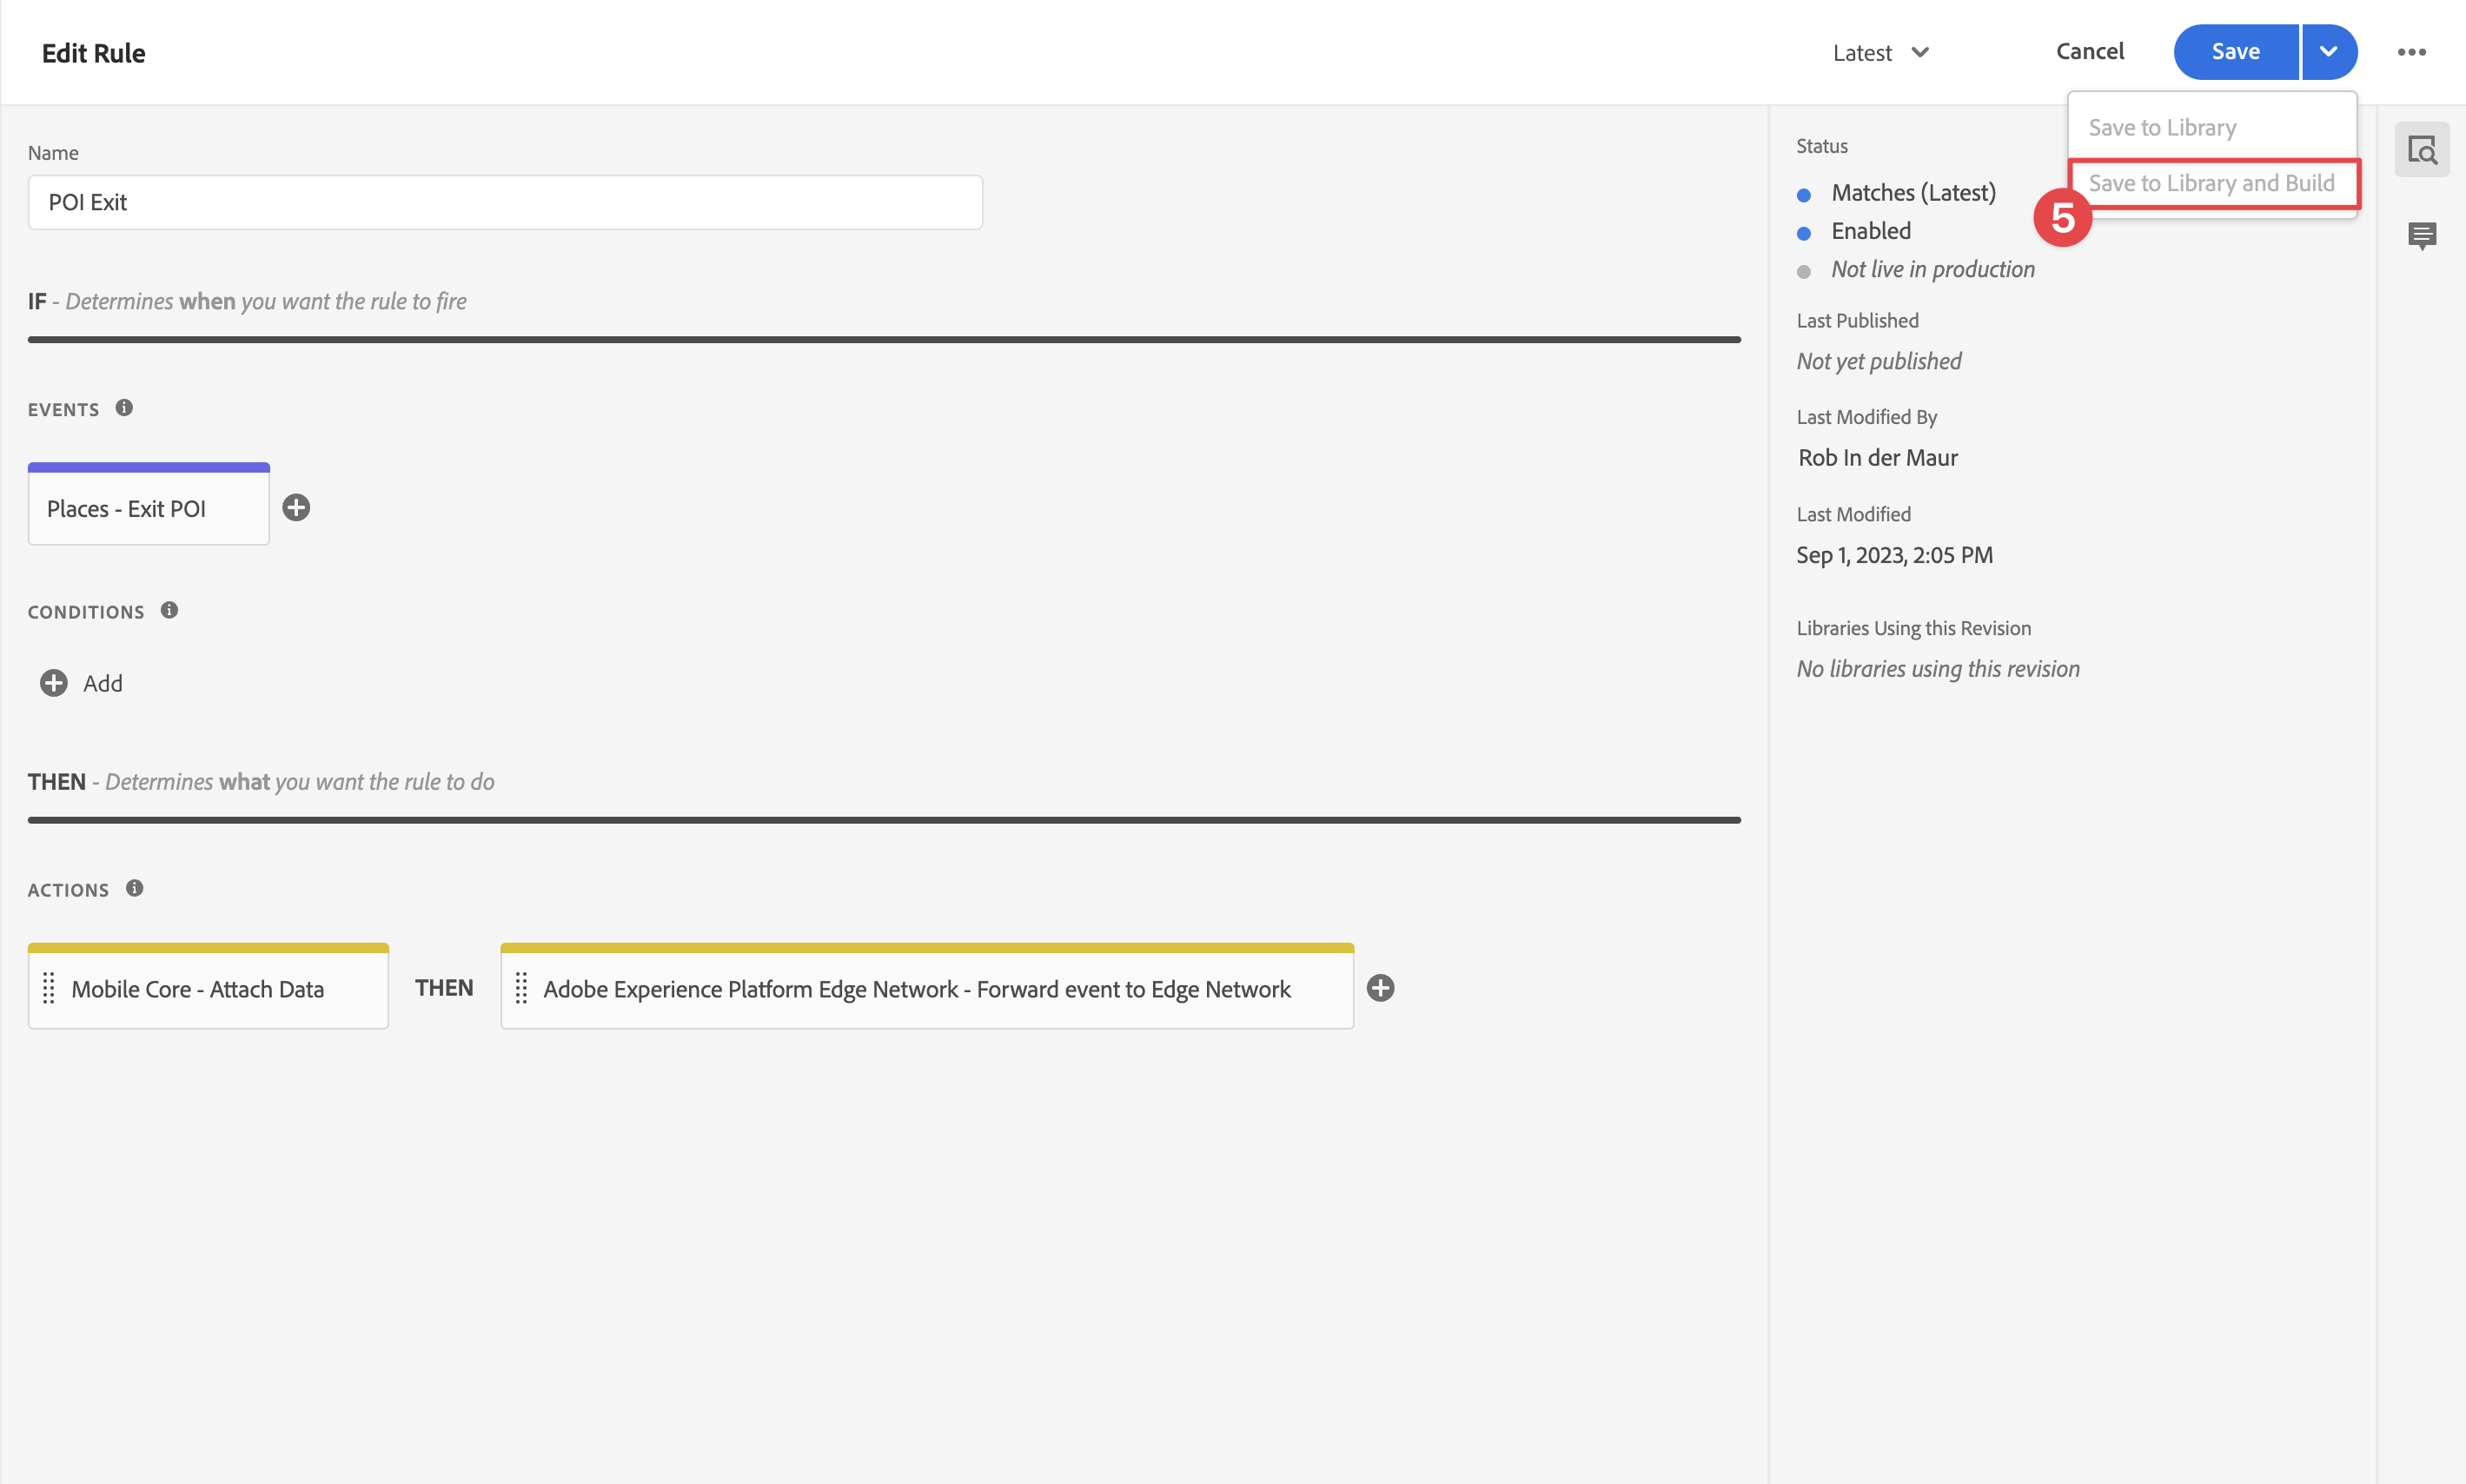 Edit Rule
Latest
Cancel
Save
Save to Library
Save to Library and Build
5
Name
POI Exit
IF - Determines when you want the rule to fire
EVENTS
Places - Exit POI
CONDITIONS
Add
THEN - Determines what you want the rule to do
ACTIONS
Mobile Core - Attach Data
THEN
Adobe Experience Platform Edge Network - Forward event to Edge Network
Status
Matches (Latest)
Enabled
Not live in production
Last Published
Not yet published
Last Modified By
Rob In der Maur
Last Modified
Sep 1, 2023, 2:05 PM
Libraries Using this Revision
No libraries using this revision